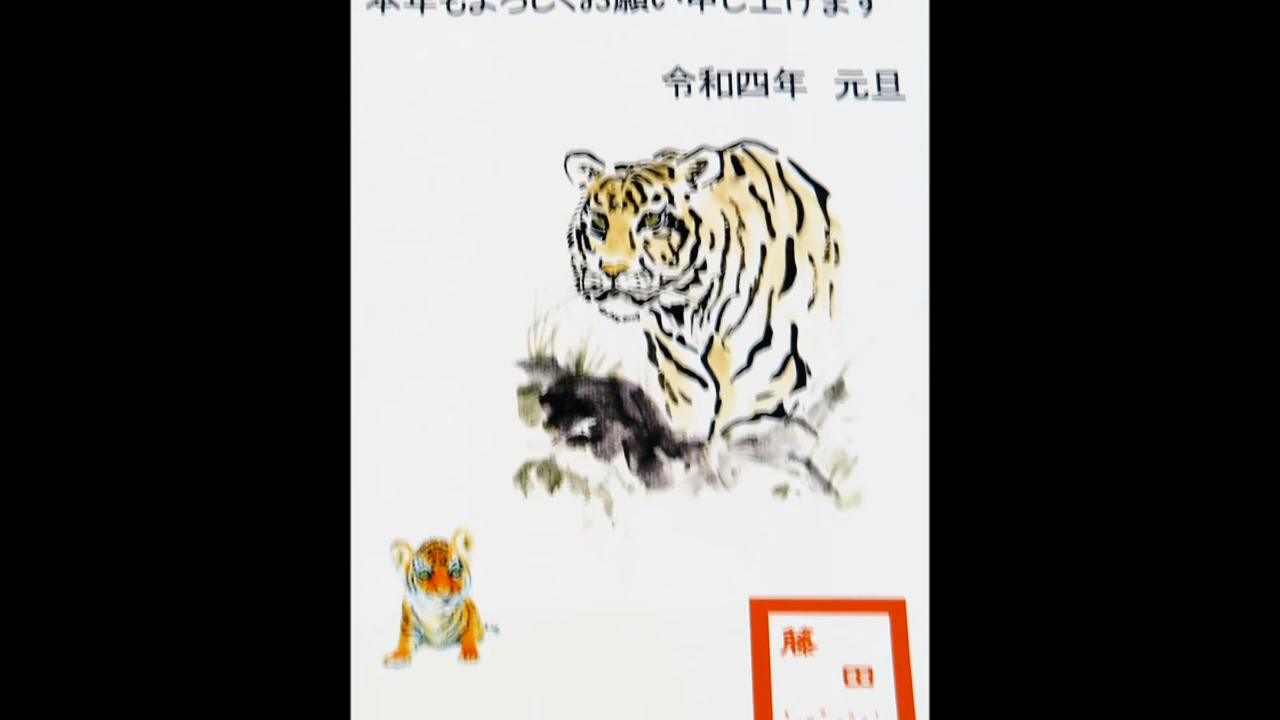 本年もよろしくお願い申し上げます
令和四年 元旦
藤
田